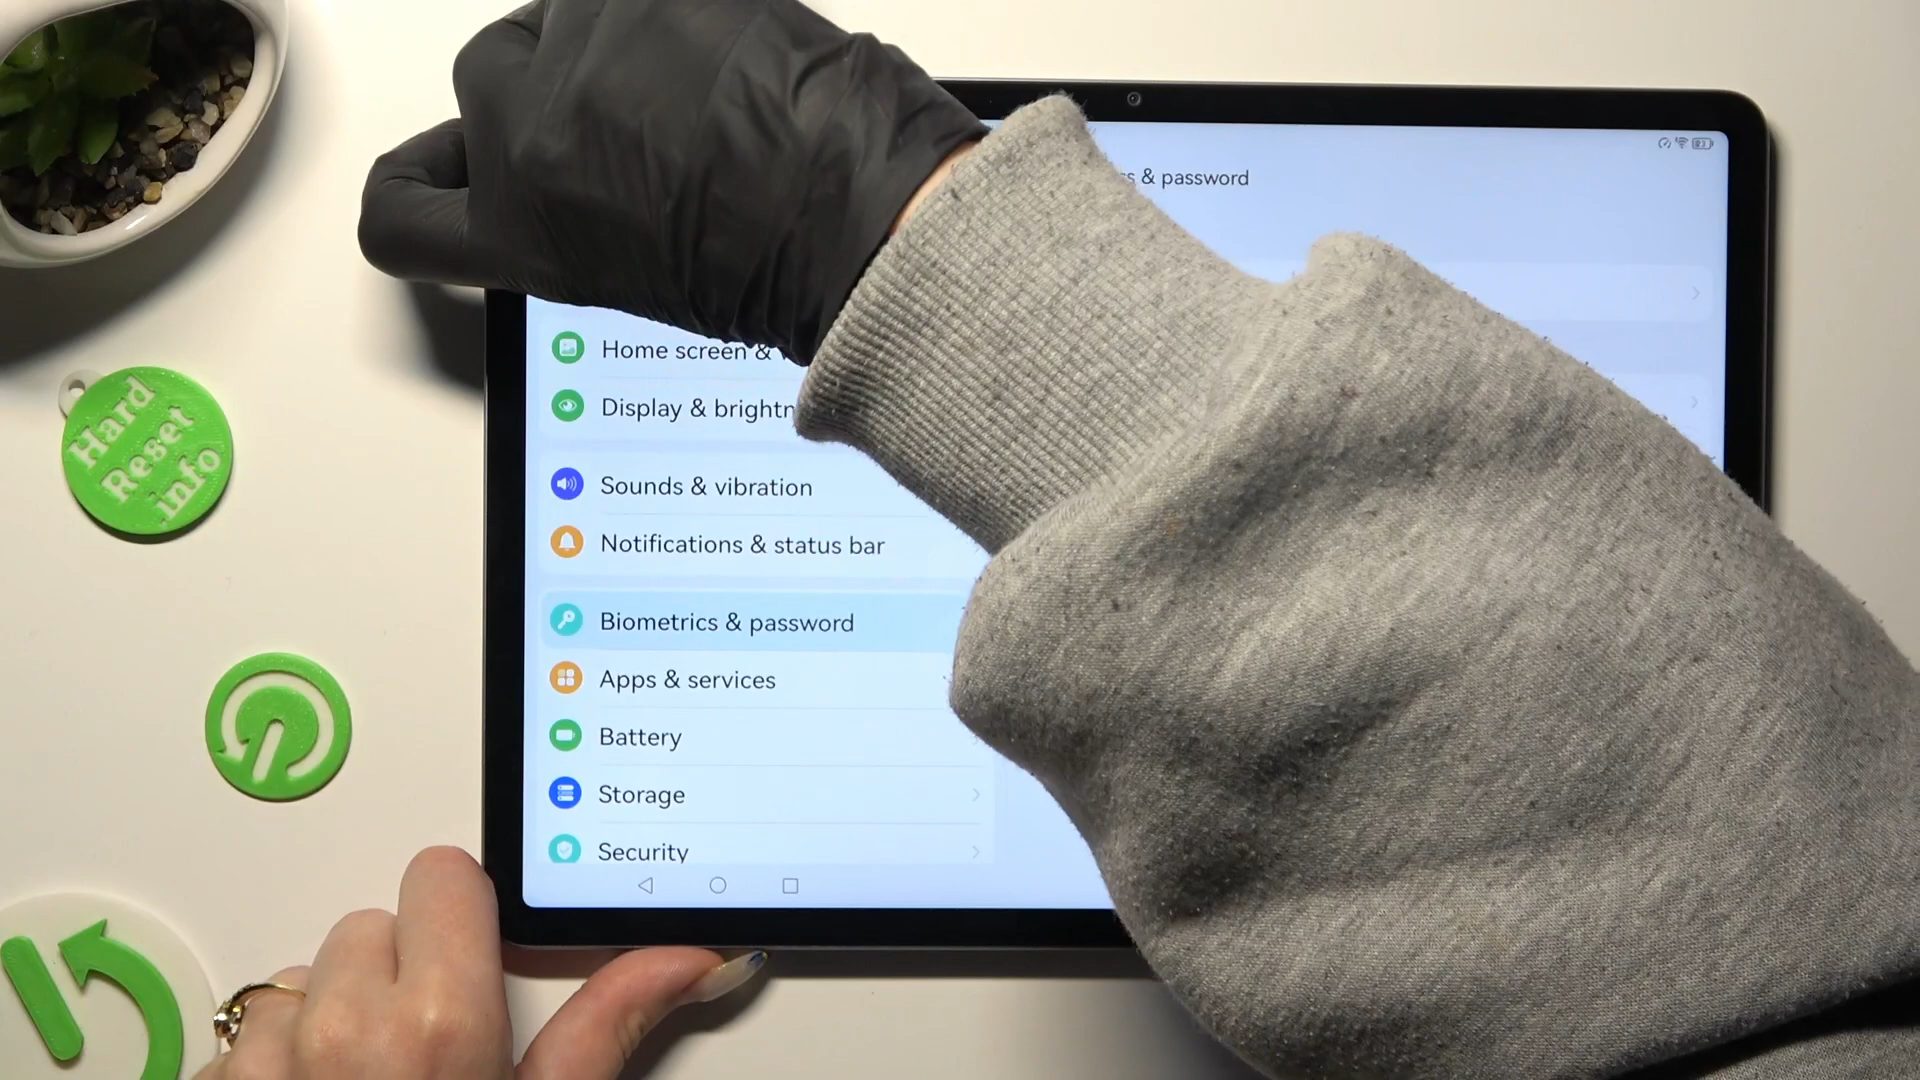 & password
Home screen &
Display & brightn
Sounds & vibration
Notifications & status bar
Biometrics & password
Apps & services
Battery
Storage
Security
Hard
Reset
.info